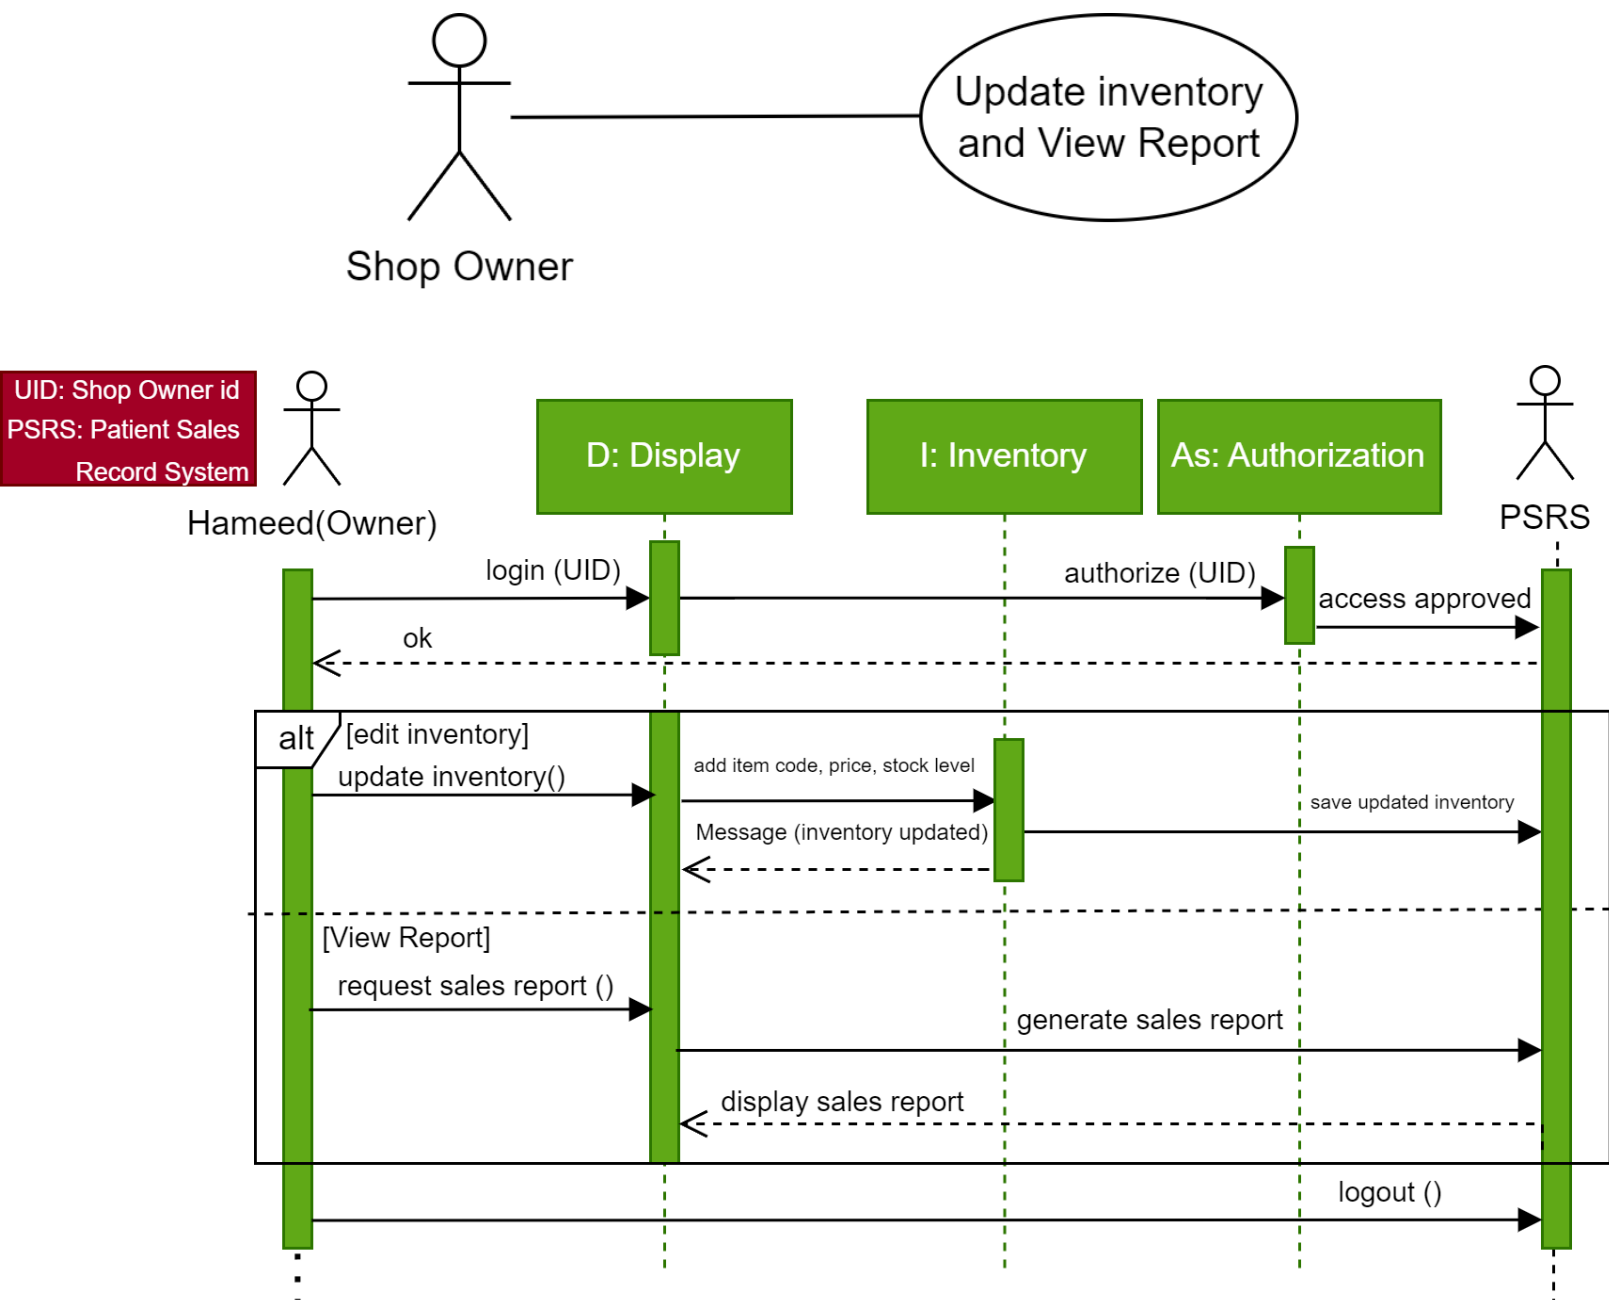 Update inventory
and View Report
Shop Owner
UID: Shop Owner id
PSRS: Patient Sales
Record System
Hameed(Owner)
D: Display
I: Inventory
As: Authorization
PSRS
login (UID)
authorize (UID)
access approved
ok
alt
[edit inventory]
update inventory()
add item code, price, stock level
save updated inventory
Message (inventory updated)
[View Report]
request sales report ()
generate sales report
display sales report
logout ()